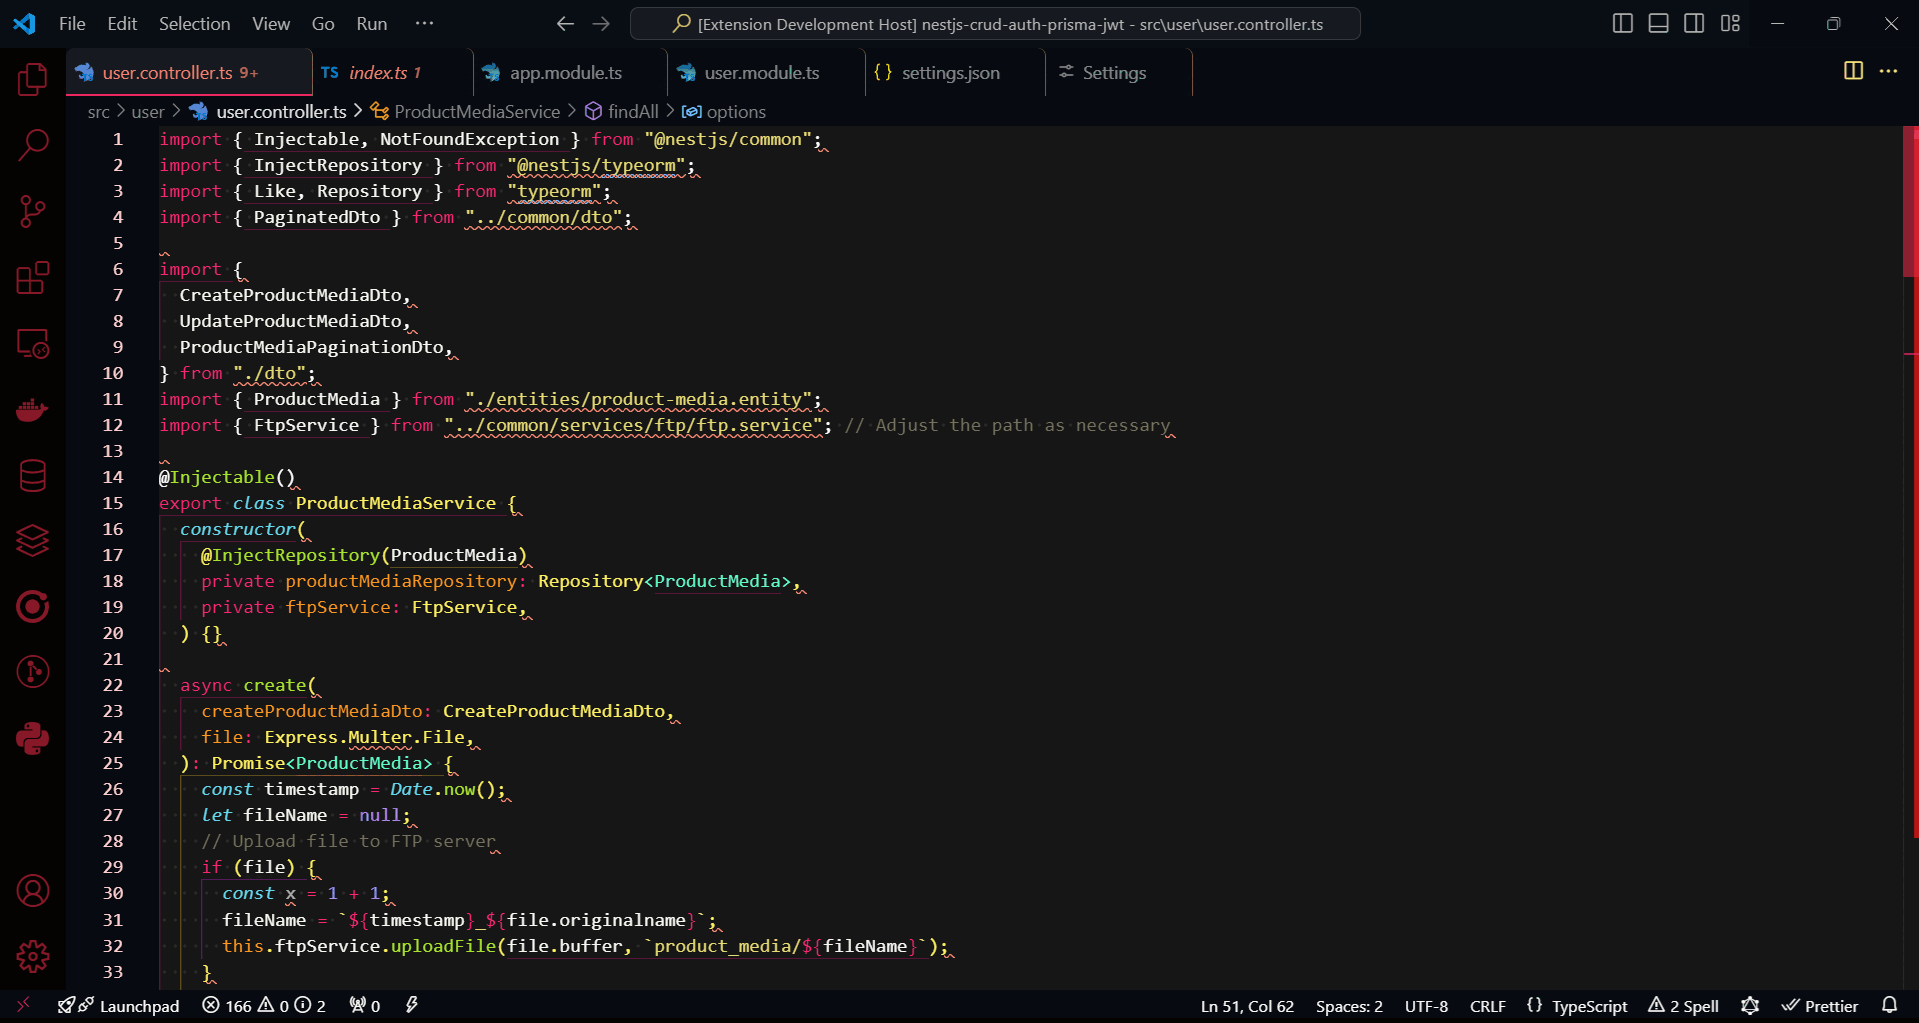 File Edit Selection View Go Run ··· [Extension Development Host] nestjs-crud-auth-prisma-jwt - src\user\user.controller.ts
user.controller.ts 9+ TS index.ts 1 app.module.ts user.module.ts {} settings.json Settings
src > user > user.controller.ts > ProductMediaService > findAll > options
1 import { Injectable, NotFoundException } from "@nestjs/common";
2 import { InjectRepository } from "@nestjs/typeorm";
3 import { Like, Repository } from "typeorm";
4 import { PaginatedDto } from "../common/dto";
5
6 import {
7 CreateProductMediaDto,
8 UpdateProductMediaDto,
9 ProductMediaPaginationDto,
10 } from "./dto";
11 import { ProductMedia } from "./entities/product-media.entity";
12 import { FtpService } from "../common/services/ftp/ftp.service"; // Adjust the path as necessary
13
14 @Injectable()
15 export class ProductMediaService {
16 constructor(
17 @InjectRepository(ProductMedia)
18 private productMediaRepository: Repository<ProductMedia>,
19 private ftpService: FtpService,
20 ) {}
21
22 async create(
23 createProductMediaDto: CreateProductMediaDto,
24 file: Express.Multer.File,
25 ): Promise<ProductMedia> {
26 const timestamp = Date.now();
27 let fileName = null;
28 // Upload file to FTP server
29 if (file) {
30 const x = 1 + 1;
31 fileName = `${timestamp}_${file.originalname}`;
32 this.ftpService.uploadFile(file.buffer, `product_media/${fileName}`);
33 }
Launchpad 166 0 2 0 Ln 51, Col 62 Spaces: 2 UTF-8 CRLF {} TypeScript 2 Spell Prettier